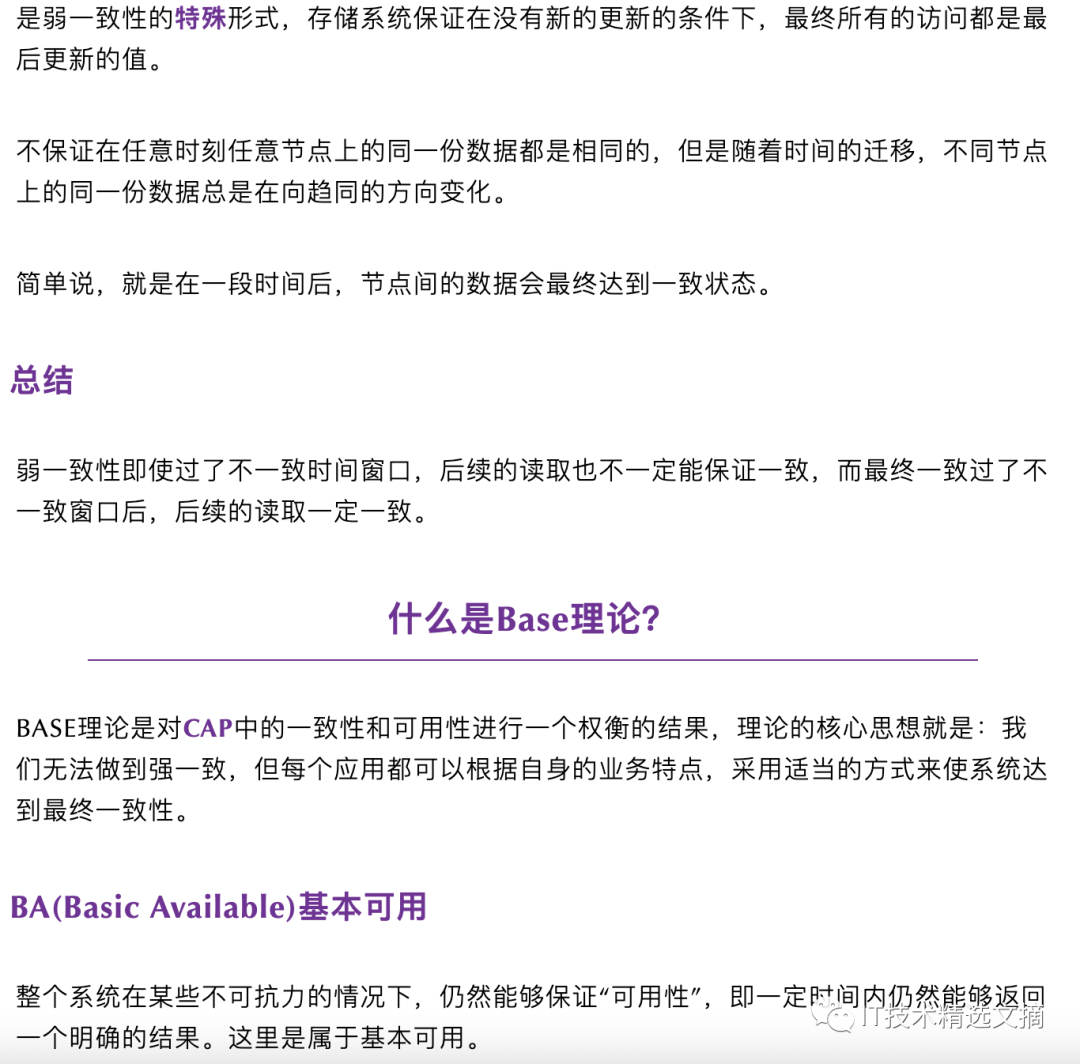 是弱一致性的特殊形式，存储系统保证在没有新的更新的条件下，最终所有的访问都是最
后更新的值。
不保证在任意时刻任意节点上的同一份数据都是相同的，但是随着时间的迁移，不同节点
上的同一份数据总是在向趋同的方向变化。
简单说，就是在一段时间后，节点间的数据会最终达到一致状态。
总结
弱一致性即使过了不一致时间窗口，后续的读取也不一定能保证一致，而最终一致过了不
一致窗口后，后续的读取一定一致。
什么是Base理论？
BASE理论是对CAP中的一致性和可用性进行一个权衡的结果，理论的核心思想就是：我
们无法做到强一致，但每个应用都可以根据自身的业务特点，采用适当的方式来使系统达
到最终一致性。
BA(Basic Available)基本可用
整个系统在某些不可抗力的情况下，仍然能够保证“可用性”，即一定时间内仍然能够返回
一个明确的结果。这里是属于基本可用。
IT技术精选文摘